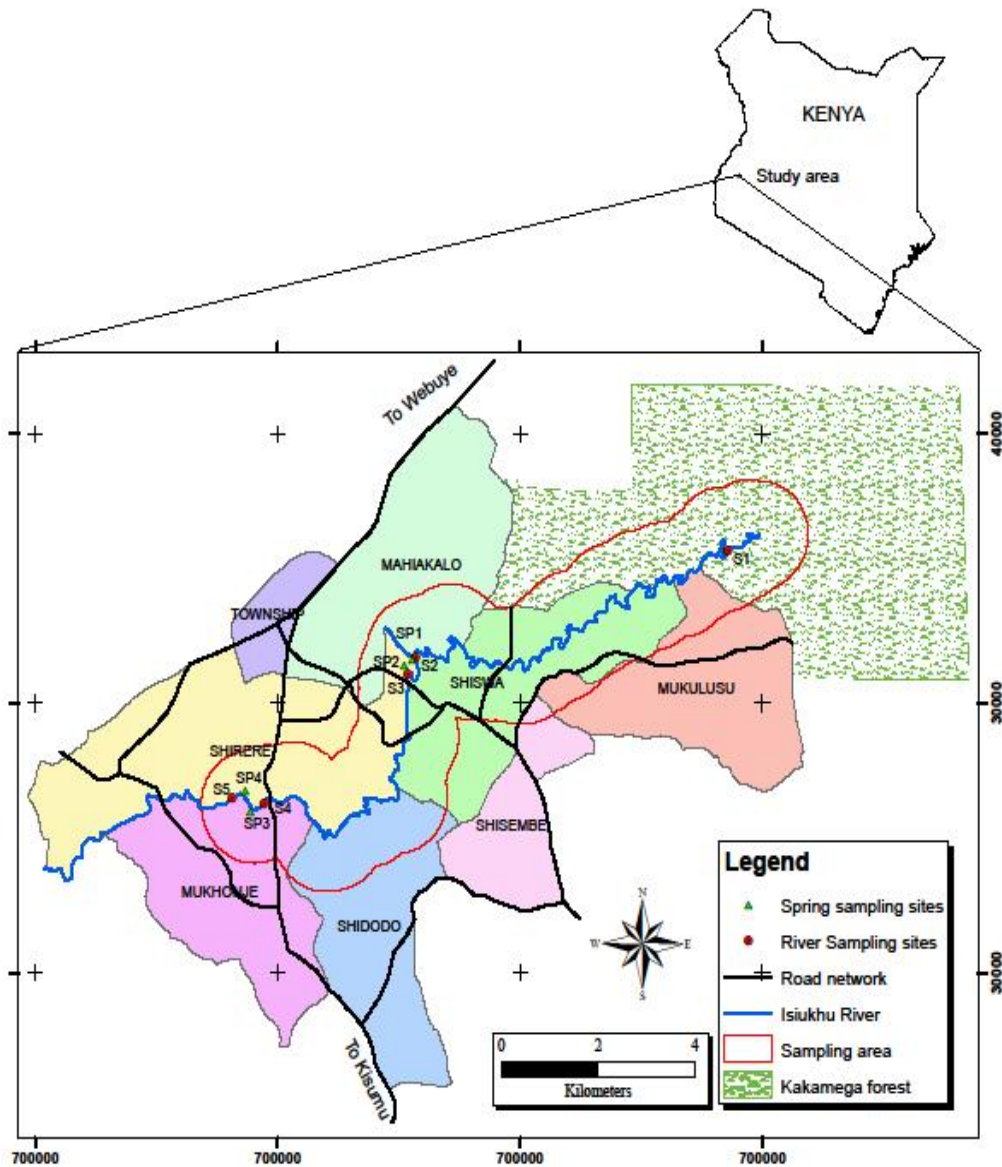 KENYA
Study area
To Webuye
40000
MAHIAKALO
S1
TOWNSHIP
SP1
SP2
S2
S3
SHISWA
MUKULUSU
30000
SHIRERE
SP4
S5
S4
SP3
SHISEMBE
MUKHONJE
SHIDODO
To Kisumu
N
W
E
S
30000
0 2 4
Kilometers
Legend
Spring sampling sites
River Sampling sites
Road network
Isiukhu River
Sampling area
Kakamega forest
700000 700000 700000 700000